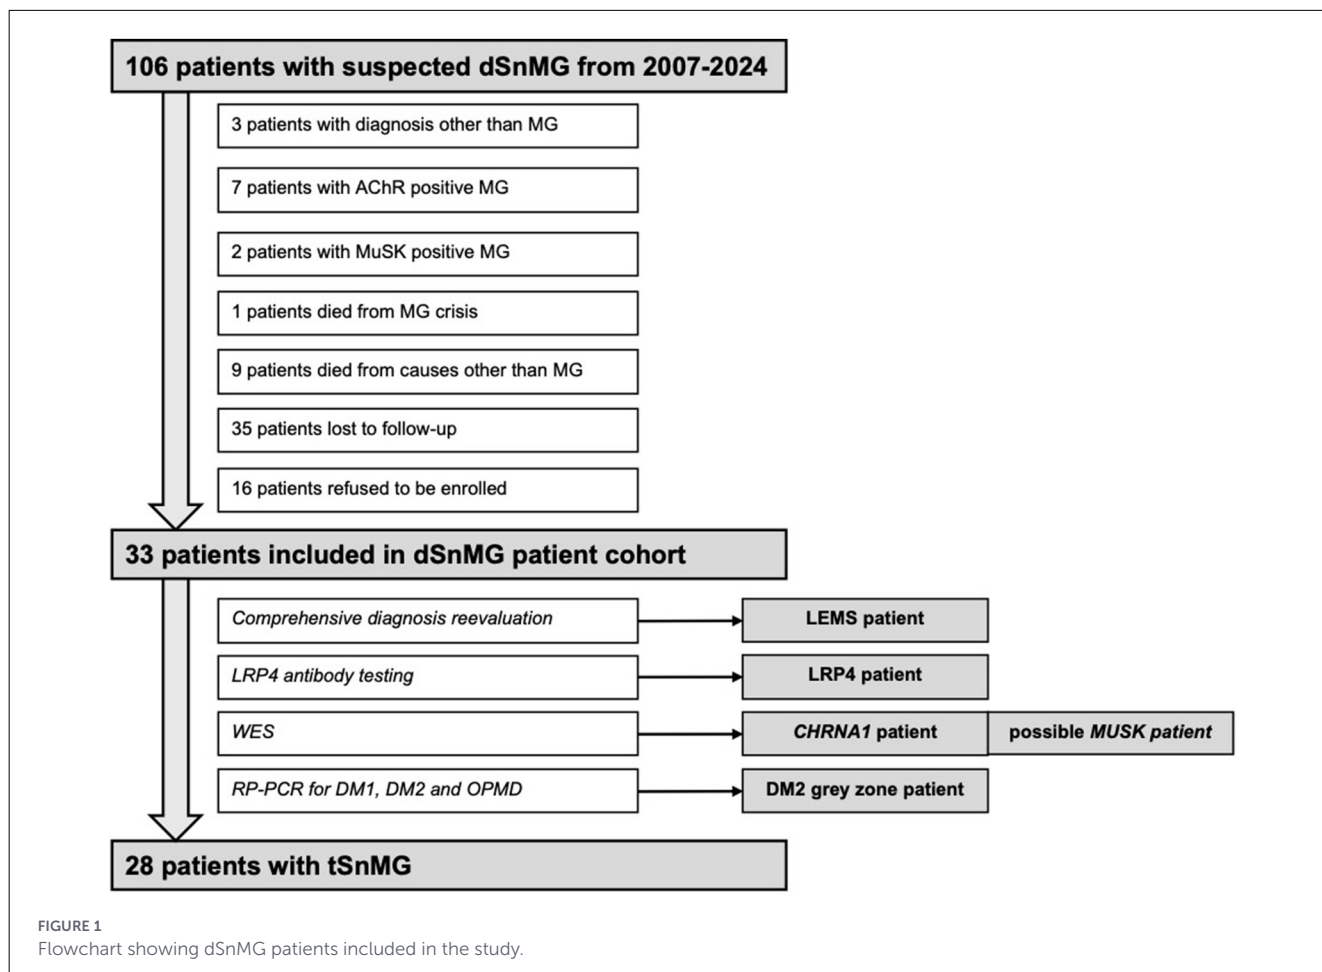 106 patients with suspected dSnMG from 2007-2024
3 patients with diagnosis other than MG
7 patients with AChR positive MG
2 patients with MuSK positive MG
1 patients died from MG crisis
9 patients died from causes other than MG
35 patients lost to follow-up
16 patients refused to be enrolled
33 patients included in dSnMG patient cohort
Comprehensive diagnosis reevaluation
LEMS patient
LRP4 antibody testing
LRP4 patient
WES
CHRNA1 patient
possible MUSK patient
RP-PCR for DM1, DM2 and OPMD
DM2 grey zone patient
28 patients with tSnMG
FIGURE 1
Flowchart showing dSnMG patients included in the study.